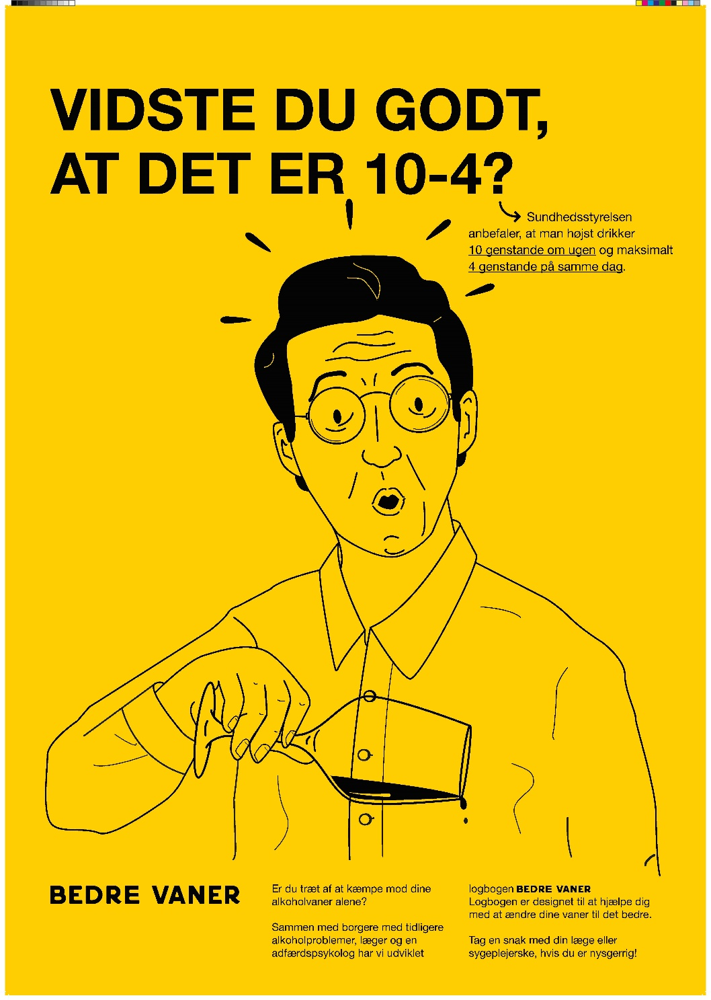 VIDSTE DU GODT,
AT DET ER 10-4?
Sundhedsstyrelsen
anbefaler, at man højst drikker
10 genstande om ugen og maksimalt
4 genstande på samme dag.
BEDRE VANER
Er du træt af at kæmpe mod dine
alkoholvaner alene?
Sammen med borgere med tidligere
alkoholproblemer, læger og en
adfærdspsykolog har vi udviklet
logbogen BEDRE VANER
Logbogen er designet til at hjælpe dig
med at ændre dine vaner til det bedre.
Tag en snak med din læge eller
sygeplejerske, hvis du er nysgerrig!